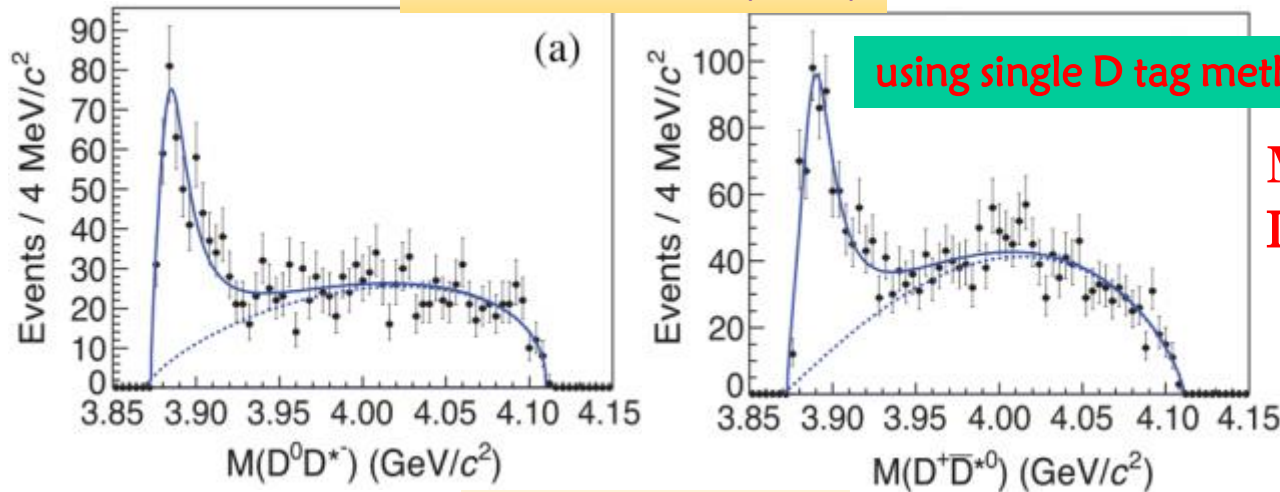 (a)
Events / 4 MeV/c²
90
80
70
60
50
40
30
20
10
0
3.85 3.90 3.95 4.00 4.05 4.10 4.15
M(D⁰D*⁻) (GeV/c²)
using single D tag
Events / 4 MeV/c²
100
80
60
40
20
0
3.85 3.90 3.95 4.00 4.05 4.10 4.15
M(D⁺D̅*⁰) (GeV/c²)